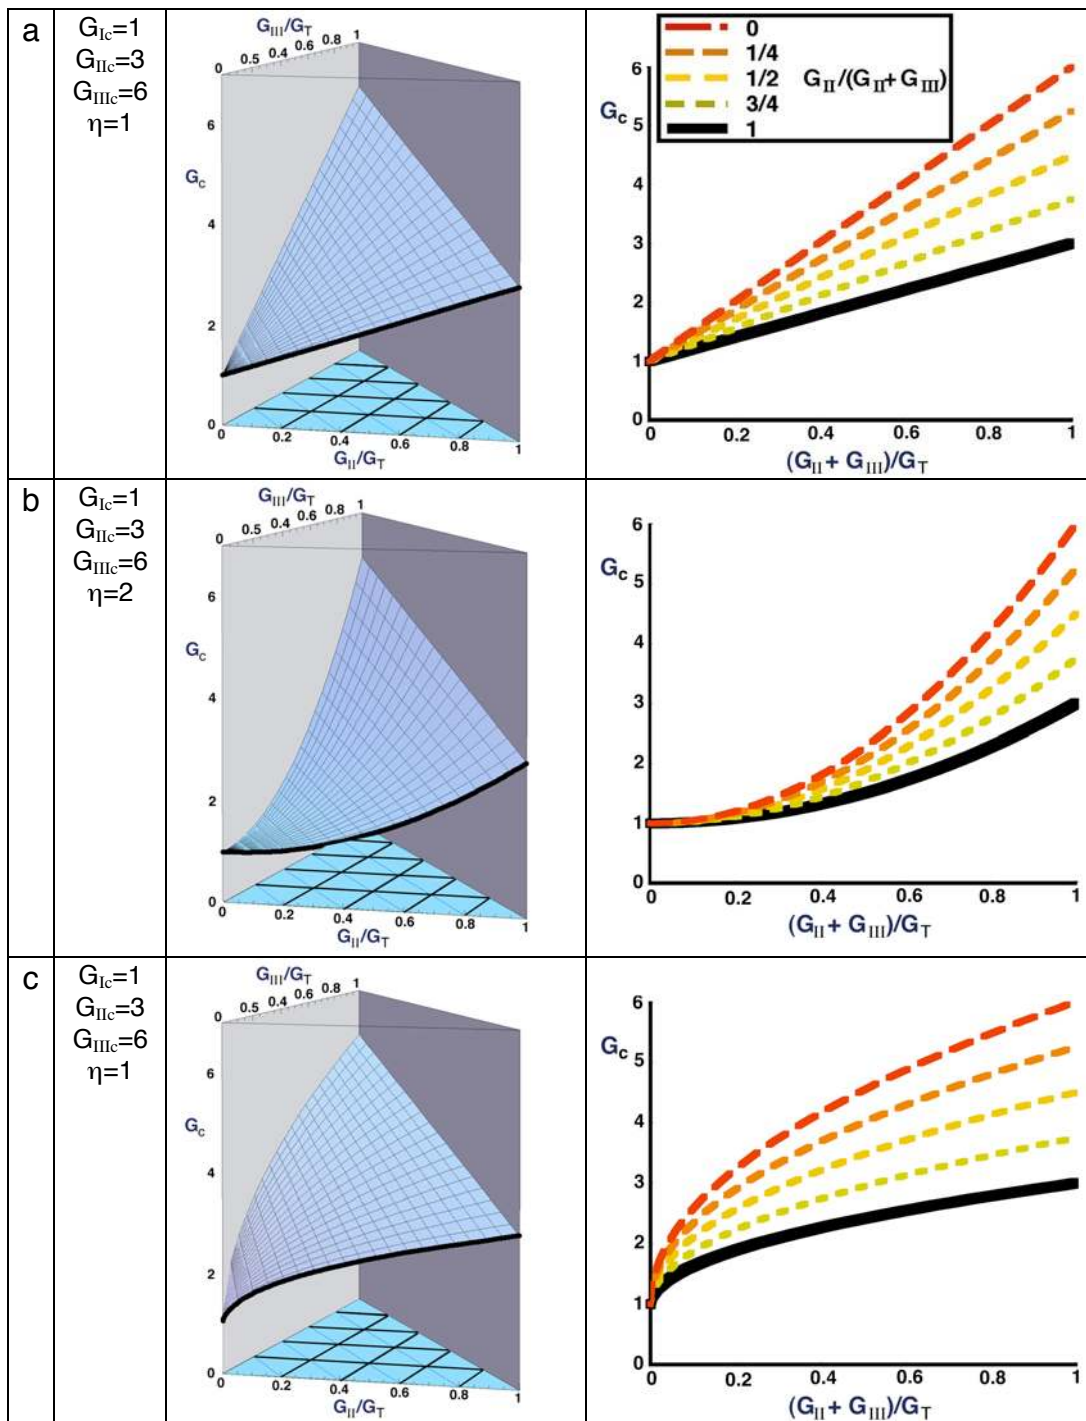 a
G_Ic=1
G_IIc=3
G_IIIc=6
η=1
G_III/G_T
0 0.5 0.4 0.6 0.8 1
6
G_c
4
2
0
0 0.2 0.4 0.6 0.8 1
G_II/G_T
0
1/4
1/2 G_II/(G_II+G_III)
3/4
1
6
G_c
5
4
3
2
1
0
0 0.2 0.4 0.6 0.8 1
(G_II + G_III)/G_T
b
G_Ic=1
G_IIc=3
G_IIIc=6
η=2
G_III/G_T
0 0.5 0.4 0.6 0.8 1
6
G_c
4
2
0
0 0.2 0.4 0.6 0.8 1
G_II/G_T
6
G_c
5
4
3
2
1
0
0 0.2 0.4 0.6 0.8 1
(G_II + G_III)/G_T
c
G_Ic=1
G_IIc=3
G_IIIc=6
η=1
G_III/G_T
0 0.5 0.4 0.6 0.8 1
6
G_c
4
2
0
0 0.2 0.4 0.6 0.8 1
G_II/G_T
6
G_c
5
4
3
2
1
0
0 0.2 0.4 0.6 0.8 1
(G_II + G_III)/G_T